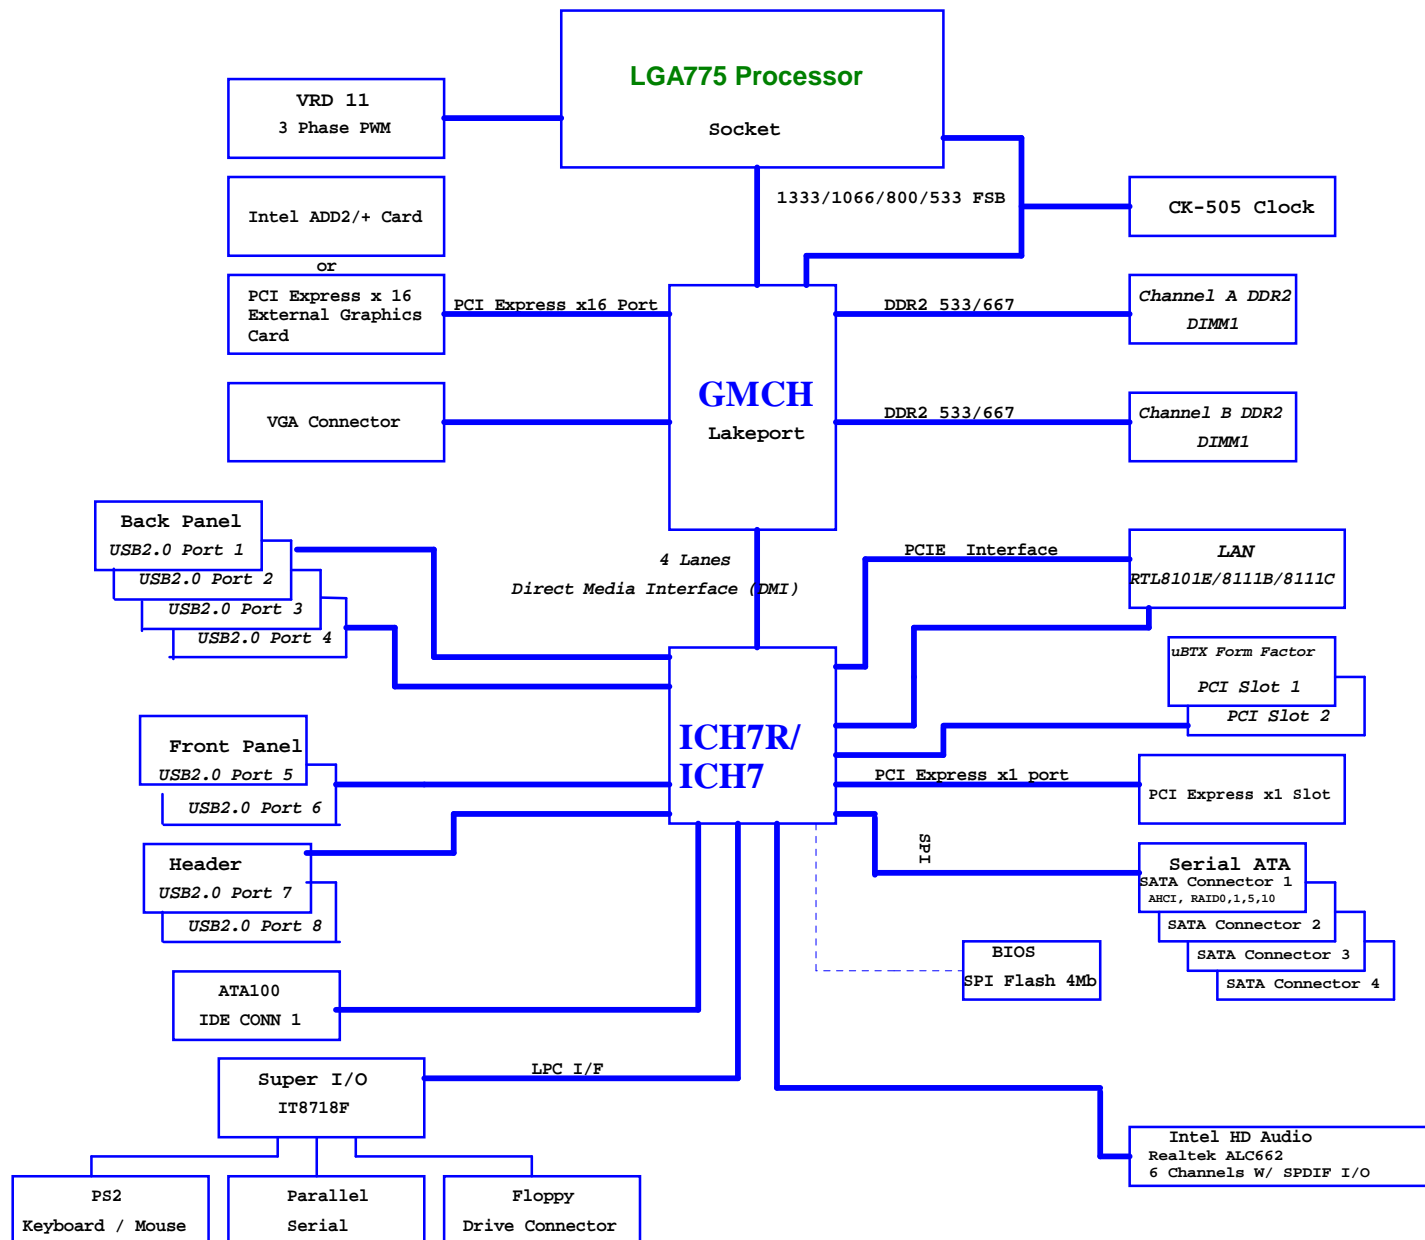 LGA775 Processor
Socket
VRD 11
3 Phase PWM
1333/1066/800/533 FSB
CK-505 Clock
Intel ADD2/+ Card
or
PCI Express x 16
External Graphics
Card
PCI Express x16 Port
DDR2 533/667
Channel A DDR2
DIMM1
GMCH
Lakeport
VGA Connector
DDR2 533/667
Channel B DDR2
DIMM1
Back Panel
USB2.0 Port 1
USB2.0 Port 2
USB2.0 Port 3
USB2.0 Port 4
4 Lanes
Direct Media Interface (DMI)
PCIE Interface
LAN
RTL8101E/8111B/8111C
uBTX Form Factor
PCI Slot 1
PCI Slot 2
ICH7R/
ICH7
Front Panel
USB2.0 Port 5
USB2.0 Port 6
PCI Express x1 port
PCI Express x1 Slot
SPI
Header
USB2.0 Port 7
USB2.0 Port 8
Serial ATA
SATA Connector 1
AHCI, RAID0,1,5,10
SATA Connector 2
SATA Connector 3
SATA Connector 4
BIOS
SPI Flash 4Mb
ATA100
IDE CONN 1
Super I/O
IT8718F
LPC I/F
Intel HD Audio
Realtek ALC662
6 Channels W/ SPDIF I/O
PS2
Keyboard / Mouse
Parallel
Serial
Floppy
Drive Connector